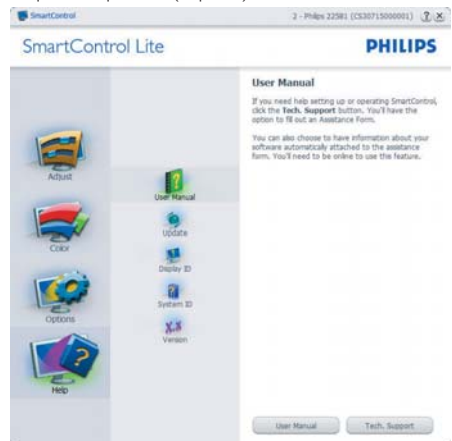 SmartControl
2 - Philips (CS30715000001)
SmartControl Lite
PHILIPS
User Manual
If you need help setting up or operating SmartControl,
click the Tech. Support button. You'll have the
option to fill out an Assistance Form.
You can also choose to have information about your
software automatically attached to the assistance
form. You'll need to be online to use the feature.
Adjust
Color
Options
Help
User Manual
Update
Display ID
System ID
X.X
Version
User Manual
Tech. Support